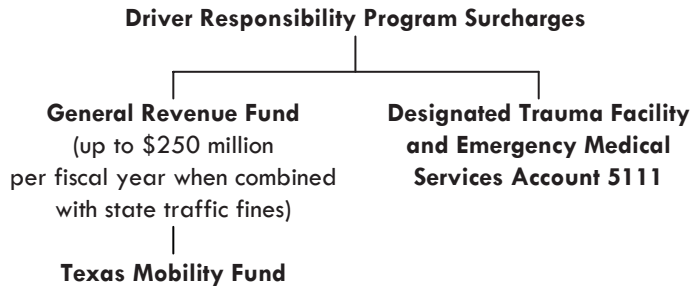 Driver Responsibility Program Surcharges
General Revenue Fund
(up to $250 million
per fiscal year when combined
with state traffic fines)
Texas Mobility Fund
Designated Trauma Facility
and Emergency Medical
Services Account 5111